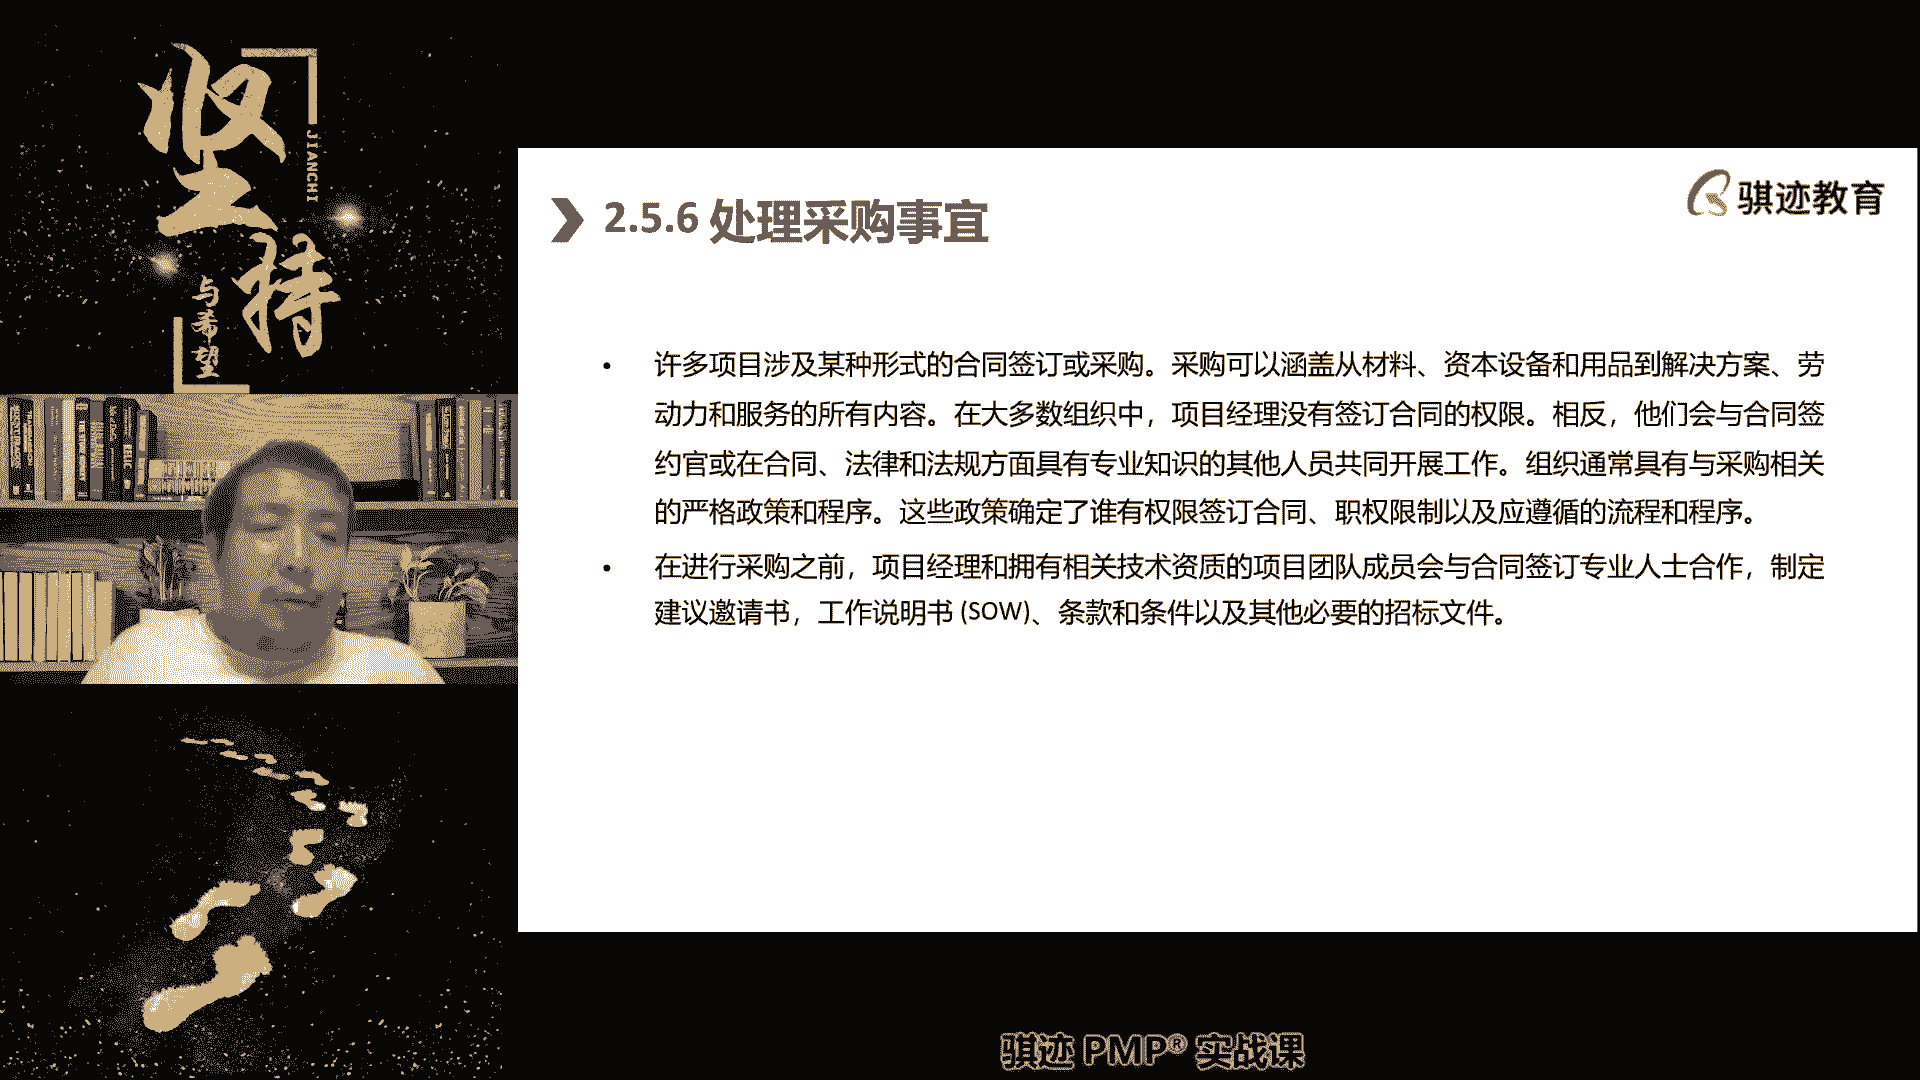 坚持
JIANCHI
与希望
骐迹教育
2.5.6 处理采购事宜
• 许多项目涉及某种形式的合同签订或采购。采购可以涵盖从材料、资本设备和用品到解决方案、劳
动力和服务的所有内容。在大多数组织中，项目经理没有签订合同的权限。相反，他们会与合同签
约官或在合同、法律和法规方面具有专业知识的其他人员共同开展工作。组织通常具有与采购相关
的严格政策和程序。这些政策确定了谁有权限签订合同、职权限制以及应遵循的流程和程序。
• 在进行采购之前，项目经理和拥有相关技术资质的项目团队成员会与合同签订专业人士合作，制定
建议邀请书，工作说明书 (SOW)、条款和条件以及其他必要的招标文件。
骐迹 PMP® 实战课